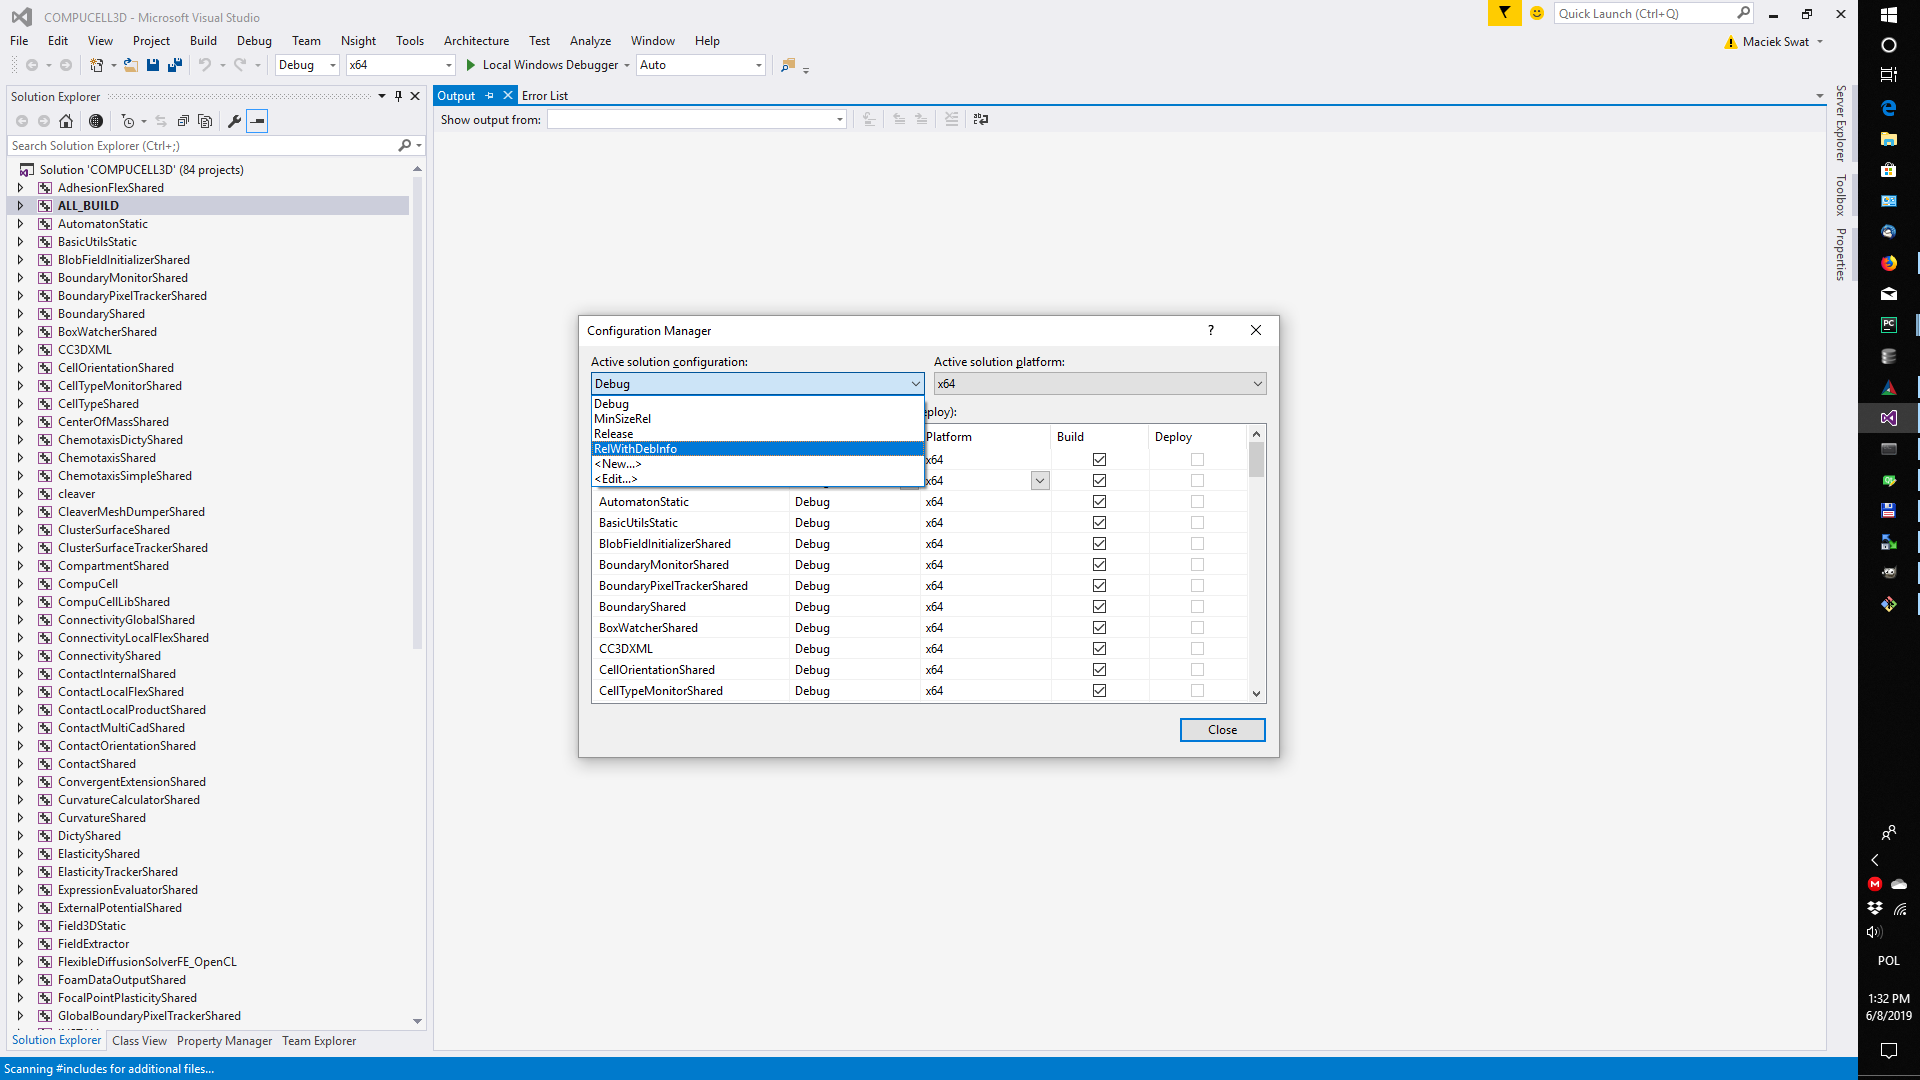 COMPUCELL3D - Microsoft Visual Studio
Quick Launch (Ctrl+Q)
File Edit View Project Build Debug Team Nsight Tools Architecture Test Analyze Window Help
Maciek Swat
Debug x64 Local Windows Debugger Auto
Solution Explorer
Output Error List
Show output from:
Search Solution Explorer (Ctrl+;)
Solution 'COMPUCELL3D' (84 projects)
AdhesionFlexShared
ALL_BUILD
AutomatonStatic
BasicUtilsStatic
BlobFieldInitializerShared
BoundaryMonitorShared
BoundaryPixelTrackerShared
BoundaryShared
BoxWatcherShared
CC3DXML
CellOrientationShared
CellTypeMonitorShared
CellTypeShared
CenterOfMassShared
ChemotaxisDictyShared
ChemotaxisShared
ChemotaxisSimpleShared
cleaver
CleaverMeshDumperShared
ClusterSurfaceShared
ClusterSurfaceTrackerShared
CompartmentShared
CompuCell
CompuCellLibShared
ConnectivityGlobalShared
ConnectivityLocalFlexShared
ConnectivityShared
ContactInternalShared
ContactLocalFlexShared
ContactLocalProductShared
ContactMultiCadShared
ContactOrientationShared
ContactShared
ConvergentExtensionShared
CurvatureCalculatorShared
CurvatureShared
DictyShared
ElasticityShared
ElasticityTrackerShared
ExpressionEvaluatorShared
ExternalPotentialShared
Field3DStatic
FieldExtractor
FlexibleDiffusionSolverFE_OpenCL
FoamDataOutputShared
FocalPointPlasticityShared
GlobalBoundaryPixelTrackerShared
Solution Explorer Class View Property Manager Team Explorer
Scanning #includes for additional files...
Configuration Manager
?
Active solution configuration: Active solution platform:
Debug x64
Debug
MinSizeRel
Release
RelWithDebInfo
<New...>
<Edit...>
eploy):
Platform Build Deploy
x64
x64
AutomatonStatic Debug x64
BasicUtilsStatic Debug x64
BlobFieldInitializerShared Debug x64
BoundaryMonitorShared Debug x64
BoundaryPixelTrackerShared Debug x64
BoundaryShared Debug x64
BoxWatcherShared Debug x64
CC3DXML Debug x64
CellOrientationShared Debug x64
CellTypeMonitorShared Debug x64
Close
Server Explorer
Toolbox
Properties
PC
M
POL
1:32 PM
6/8/2019